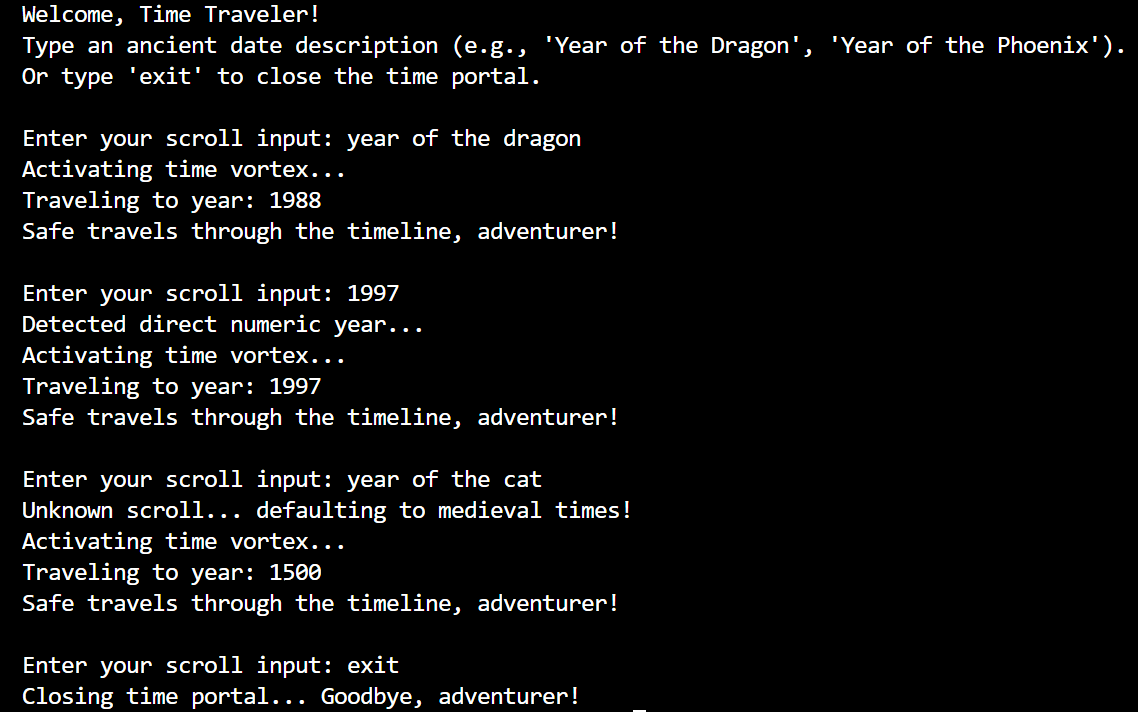 Welcome, Time Traveler!
Type an ancient date description (e.g., 'Year of the Dragon', 'Year of the Phoenix').
Or type 'exit' to close the time portal.
Enter your scroll input: year of the dragon
Activating time vortex...
Traveling to year: 1988
Safe travels through the timeline, adventurer!
Enter your scroll input: 1997
Detected direct numeric year...
Activating time vortex...
Traveling to year: 1997
Safe travels through the timeline, adventurer!
Enter your scroll input: year of the cat
Unknown scroll... defaulting to medieval times!
Activating time vortex...
Traveling to year: 1500
Safe travels through the timeline, adventurer!
Enter your scroll input: exit
Closing time portal... Goodbye, adventurer!